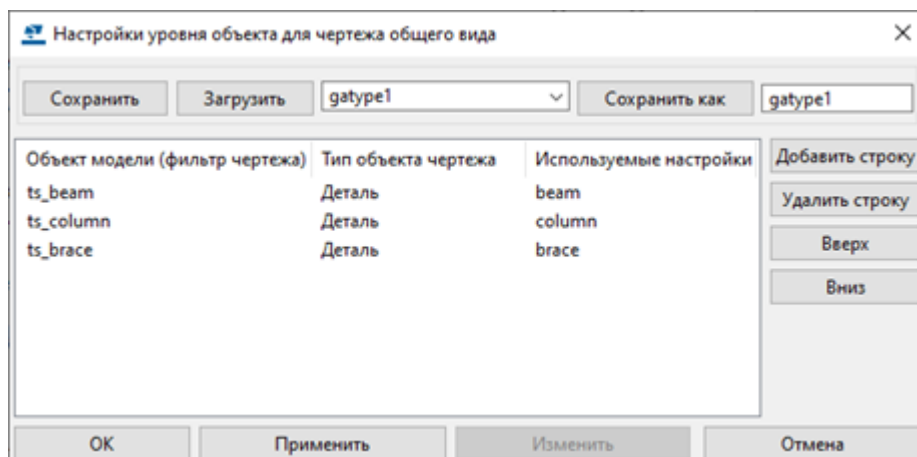 Настройки уровня объекта для чертежа общего вида
Сохранить Загрузить gatype1 Сохранить как gatype1
Объект модели (фильтр чертежа) Тип объекта чертежа Используемые настройки Добавить строку
ts_beam Деталь beam Удалить строку
ts_column Деталь column
ts_brace Деталь brace Вверх
Вниз
OK Применить Изменить Отмена